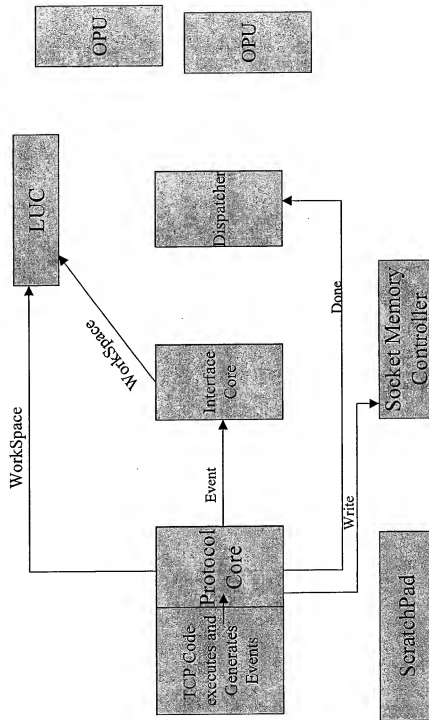 OPU
OPU
LUC
WorkSpace
WorkSpace
Dispatcher
Interface
Core
Event
Done
Protocol
Core
TCP Code
executes and
Generates
Events
Write
Socket Memory
Controller
ScratchPad